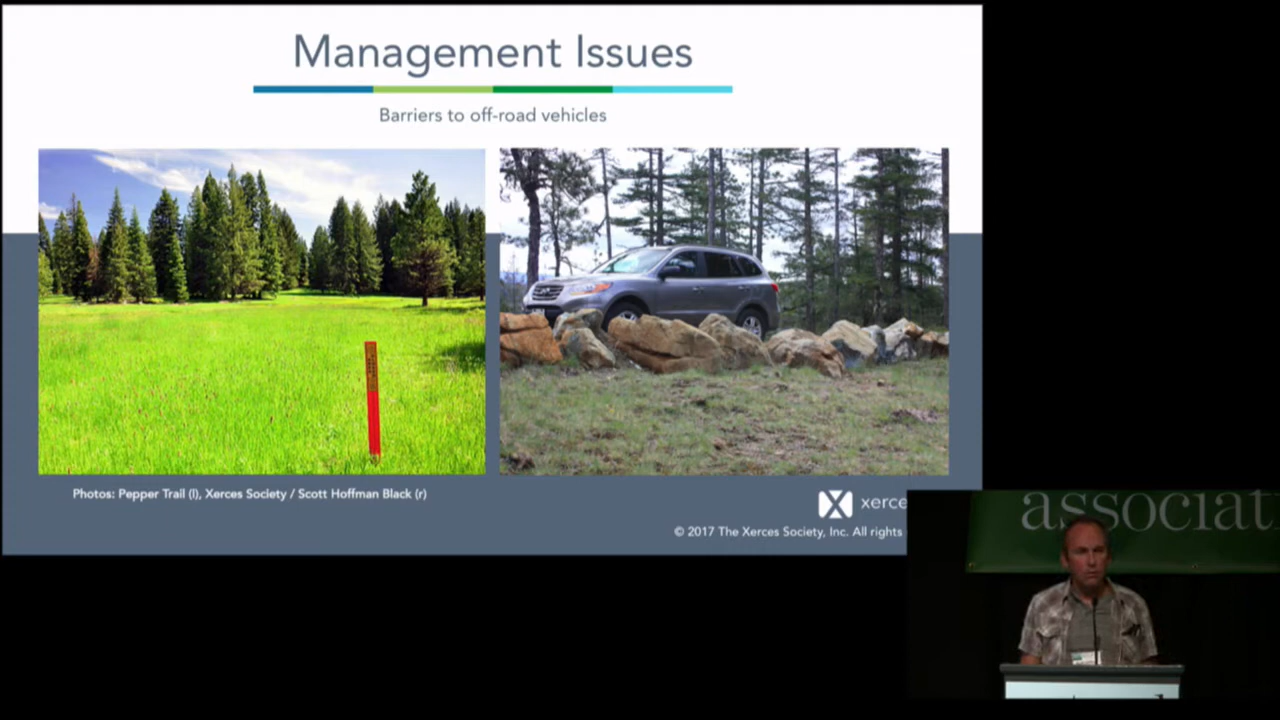 Management Issues
Barriers to off-road vehicles
Photos: Pepper Trail (l), Xerces Society / Scott Hoffman Black (r)
xerce
© 2017 The Xerces Society, Inc. All rights
associat